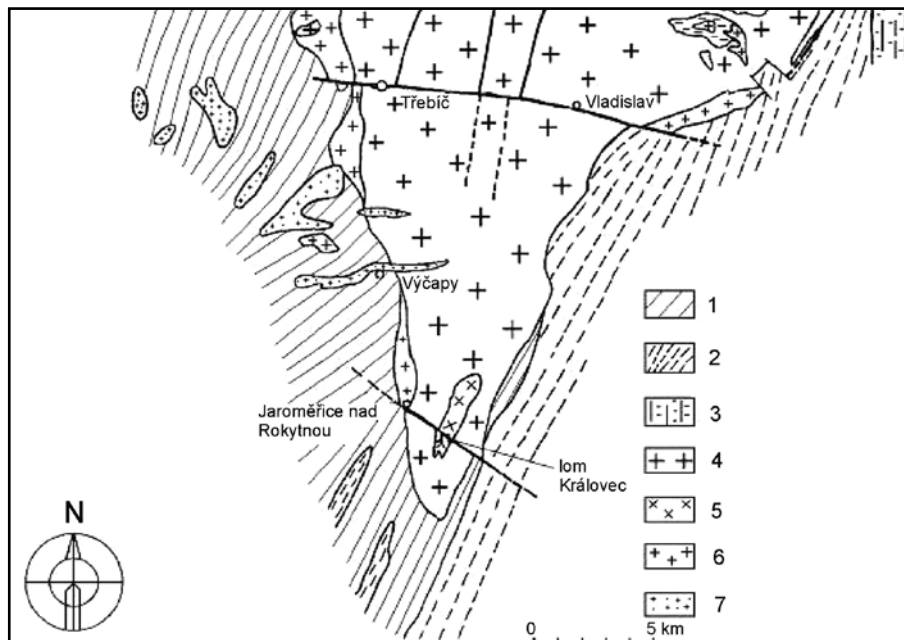 Třebíč
Vladislav
Výčapy
Jaroměřice nad
Rokytnou
lom
Královec
1
2
3
4
5
6
7
N
0 5 km